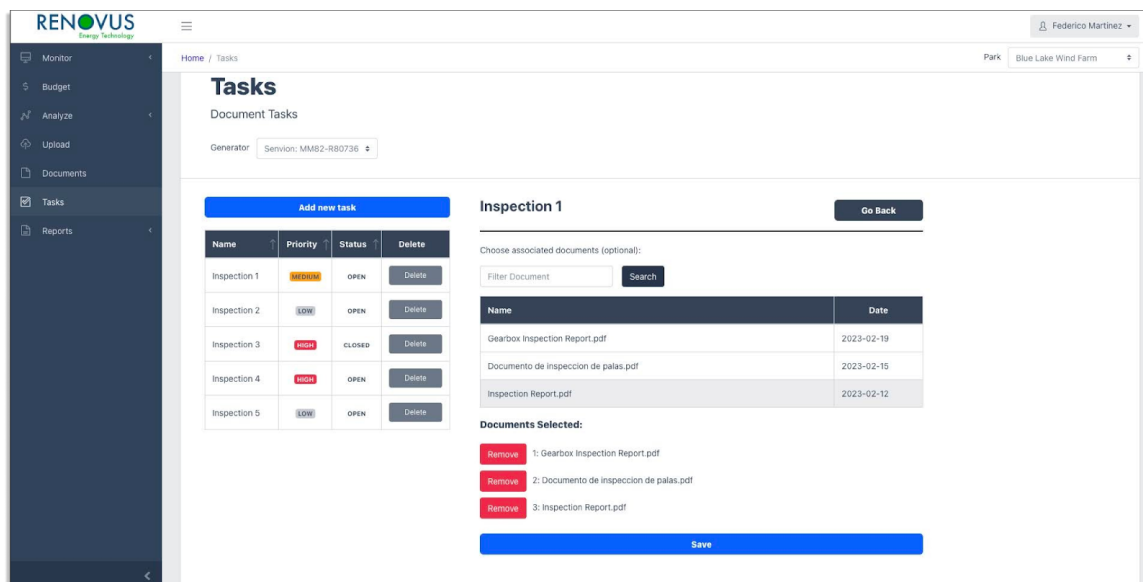 RENOVUS
Energy Technology
Federico Martínez
Home / Tasks
Park Blue Lake Wind Farm
Monitor
Budget
Analyze
Upload
Documents
Tasks
Reports
Tasks
Document Tasks
Generator Senvion: MM82-R80736
Add new task
Name Priority Status Delete
Inspection 1 MEDIUM OPEN Delete
Inspection 2 LOW OPEN Delete
Inspection 3 HIGH CLOSED Delete
Inspection 4 HIGH OPEN Delete
Inspection 5 LOW OPEN Delete
Inspection 1 Go Back
Choose associated documents (optional):
Filter Document Search
Name Date
Gearbox Inspection Report.pdf 2023-02-19
Documento de inspeccion de palas.pdf 2023-02-15
Inspection Report.pdf 2023-02-12
Documents Selected:
Remove 1: Gearbox Inspection Report.pdf
Remove 2: Documento de inspeccion de palas.pdf
Remove 3: Inspection Report.pdf
Save